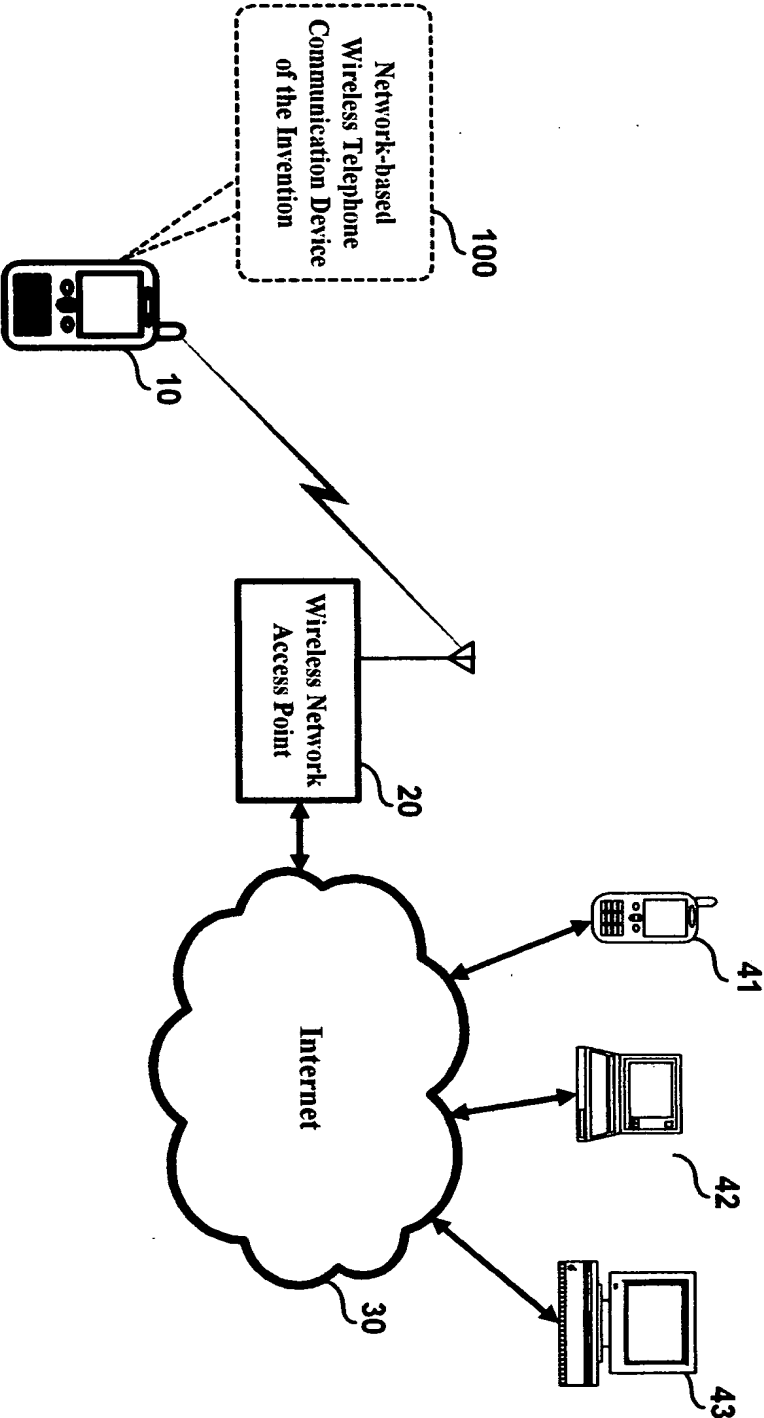 Network-based
Wireless Telephone
Communication Device
of the Invention
100
10
Wireless Network
Access Point
20
Internet
30
41
42
43